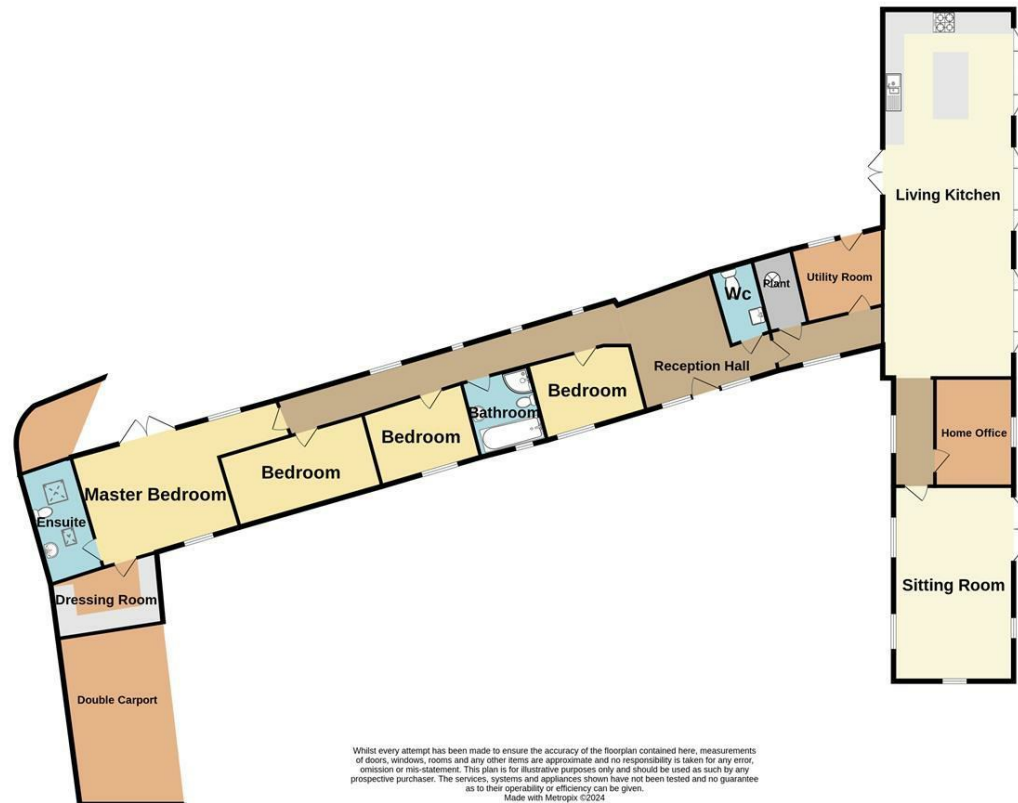 Living Kitchen
Utility Room
Plant
Wc
Reception Hall
Bedroom
Bathroom
Bedroom
Bedroom
Master Bedroom
Ensuite
Dressing Room
Double Carport
Home Office
Sitting Room
Whilst every attempt has been made to ensure the accuracy of the floorplan contained here, measurements
of doors, windows, rooms and any other items are approximate and no responsibility is taken for any error,
omission or mis-statement. This plan is for illustrative purposes only and should be used as such by any
prospective purchaser. The services, systems and appliances shown have not been tested and no guarantee
as to their operability or efficiency can be given.
Made with Metropix ©2024